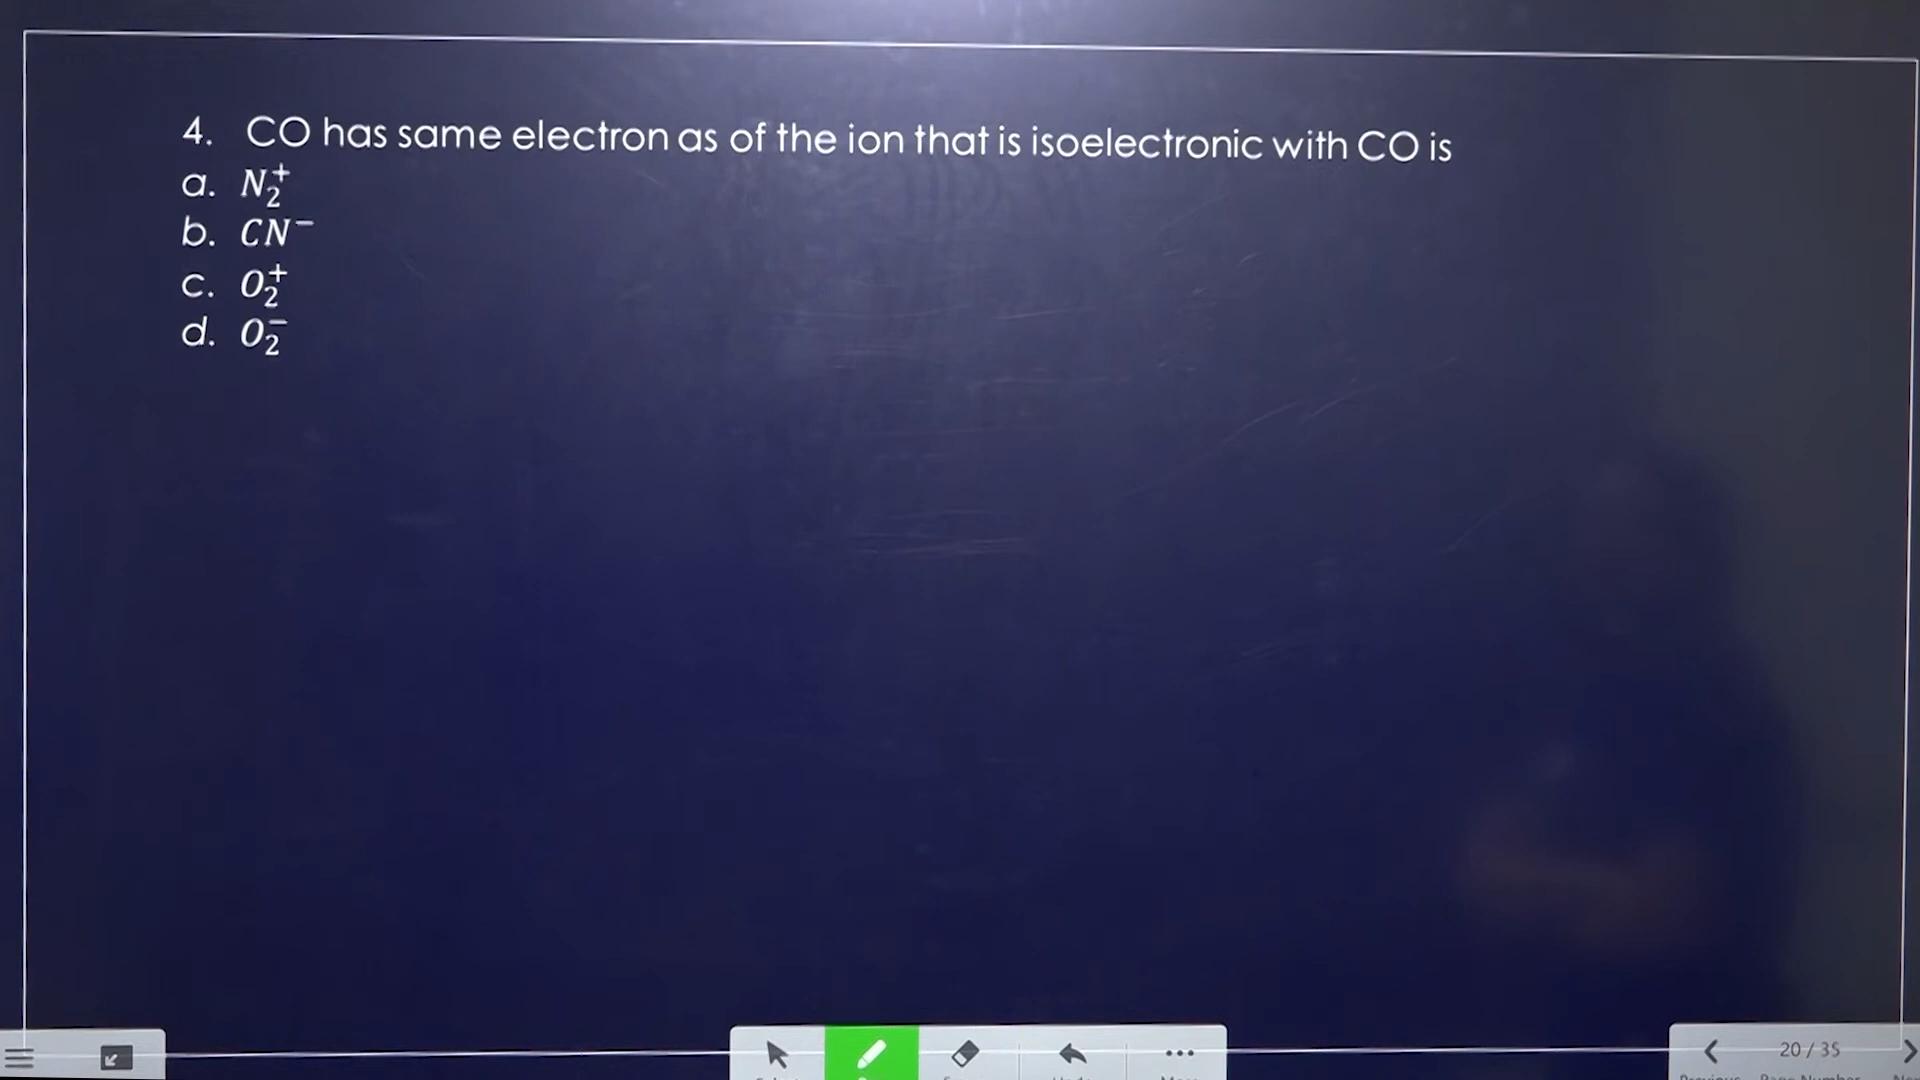 4. CO has same electron as of the ion that is isoelectronic with CO is
a. N₂⁺
b. CN⁻
c. O₂⁺
d. O₂⁻
20 / 35